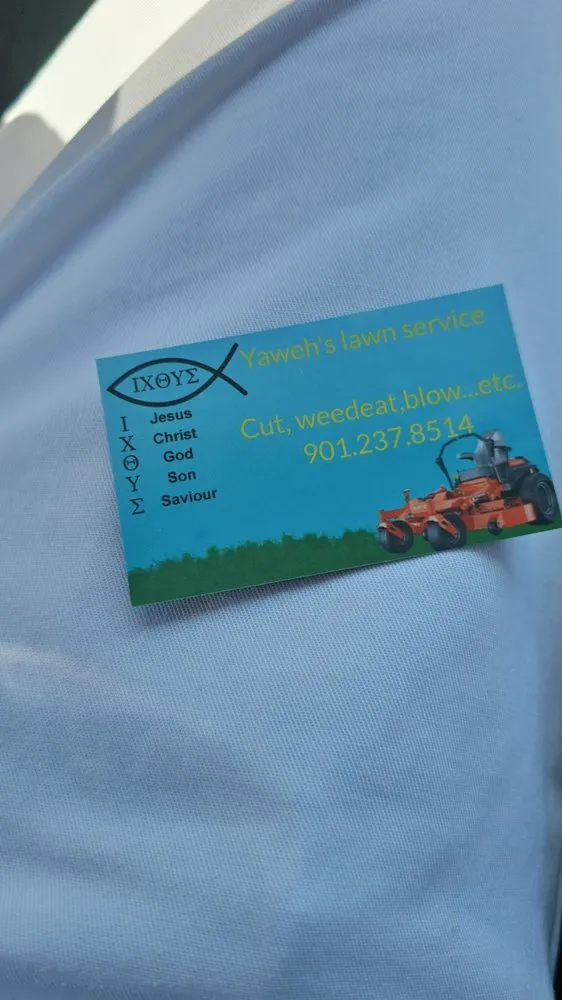 ΙΧΘΥΣ
Yaweh's lawn service
Ι Jesus
Χ Christ
Θ God
Υ Son
Σ Saviour
Cut, weedeat,blow...etc.
901.237.8514